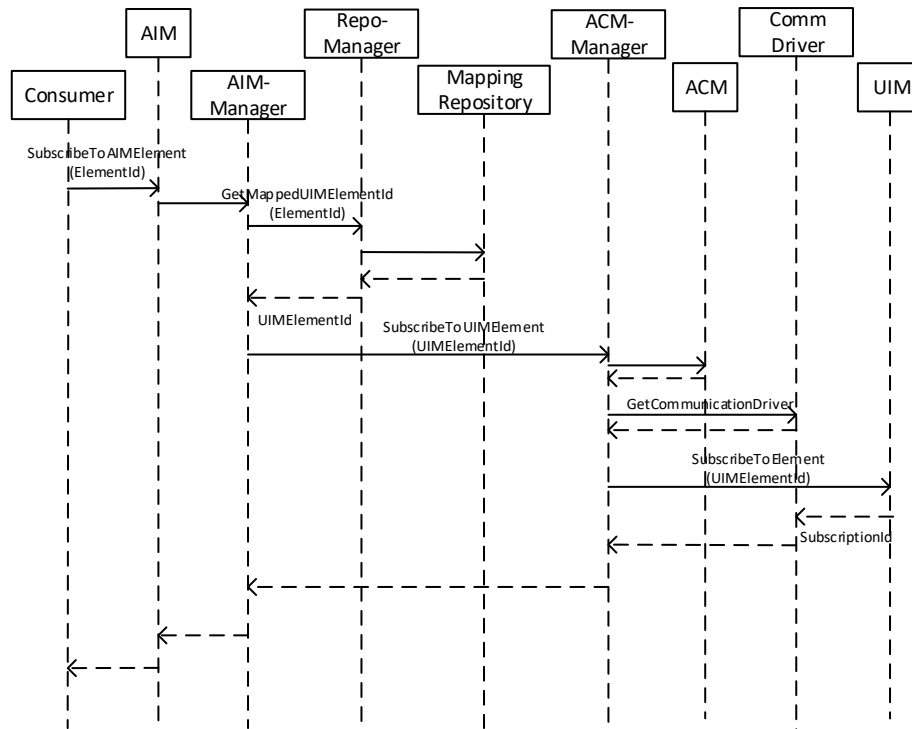 AIM
Repo-
Manager
ACM-
Manager
Comm
Driver
Consumer
AIM-
Manager
Mapping
Repository
ACM
UIM
SubscribeToAIMElement
(ElementId)
GetMappedUIMElementId
(ElementId)
UIMElementId
SubscribeToUIMElement
(UIMElementId)
GetCommunicationDriver
SubscribeToElement
(UIMElementId)
SubscriptionId